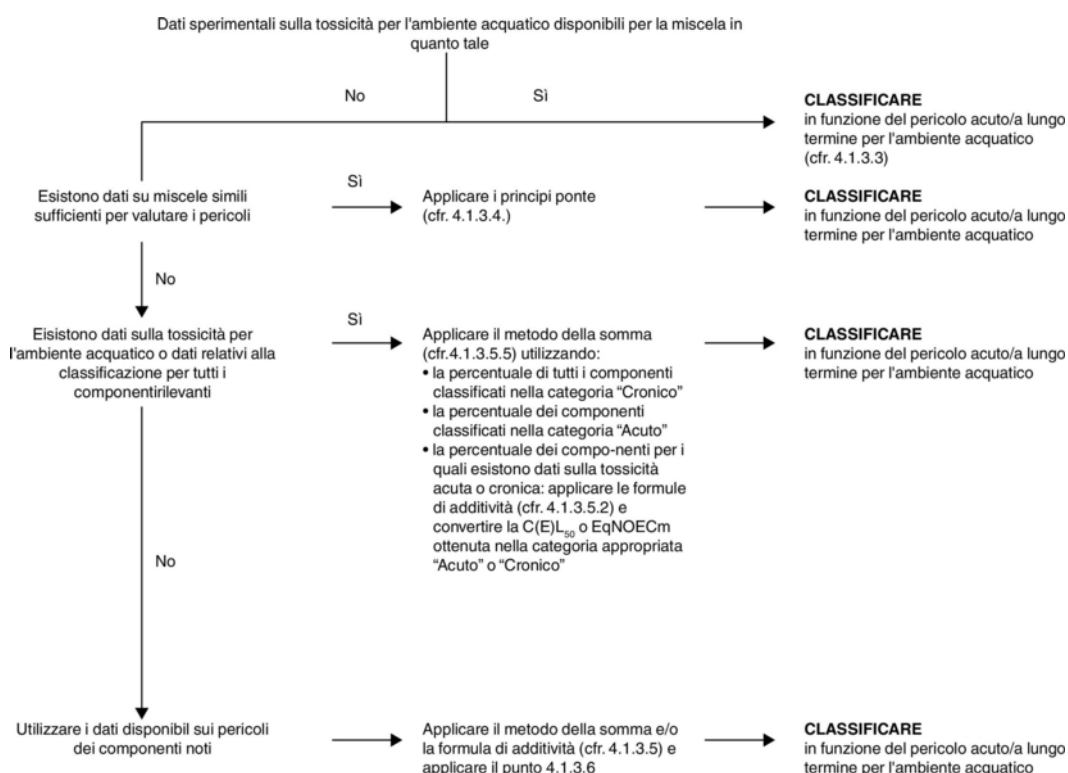 Dati sperimentali sulla tossicità per l'ambiente acquatico disponibili per la miscela in
quanto tale
No
Sì
CLASSIFICARE
in funzione del pericolo acuto/a lungo
termine per l'ambiente acquatico
(cfr. 4.1.3.3)
Esistono dati su miscele simili
sufficienti per valutare i pericoli
Sì
Applicare i principi ponte
(cfr. 4.1.3.4.)
CLASSIFICARE
in funzione del pericolo acuto/a lungo
termine per l'ambiente acquatico
No
Eisistono dati sulla tossicità per
l'ambiente acquatico o dati relativi alla
classificazione per tutti i
componentirilevanti
Sì
Applicare il metodo della somma
(cfr.4.1.3.5.5) utilizzando:
• la percentuale di tutti i componenti
classificati nella categoria “Cronico”
• la percentuale dei componenti
classificati nella categoria “Acuto”
• la percentuale dei compo-nenti per i
quali esistono dati sulla tossicità
acuta o cronica: applicare le formule
di additività (cfr. 4.1.3.5.2) e
convertire la C(E)L50 o EqNOECm
ottenuta nella categoria appropriata
“Acuto” o “Cronico”
CLASSIFICARE
in funzione del pericolo acuto/a lungo
termine per l'ambiente acquatico
No
Utilizzare i dati disponibil sui pericoli
dei componenti noti
Applicare il metodo della somma e/o
la formula di additività (cfr. 4.1.3.5) e
applicare il punto 4.1.3.6
CLASSIFICARE
in funzione del pericolo acuto/a lungo
termine per l'ambiente acquatico